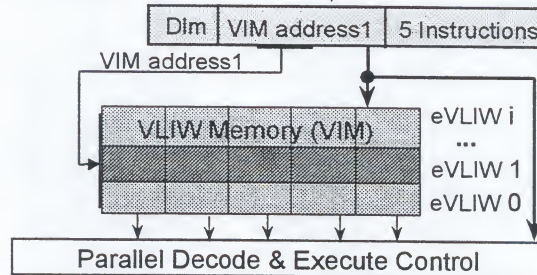 DIm VIM address1 5 Instructions
VIM address1
VLIW Memory (VIM)
eVLIW i
...
eVLIW 1
eVLIW 0
Parallel Decode & Execute Control